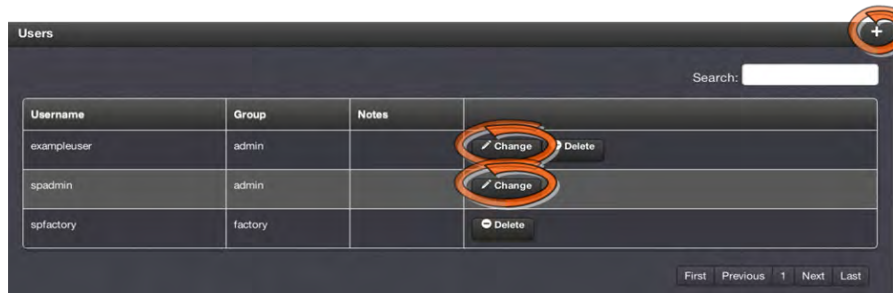 Users +
Search:
Username Group Notes
exampleuser admin Change Delete
spadmin admin Change
spfactory factory Delete
First Previous 1 Next Last